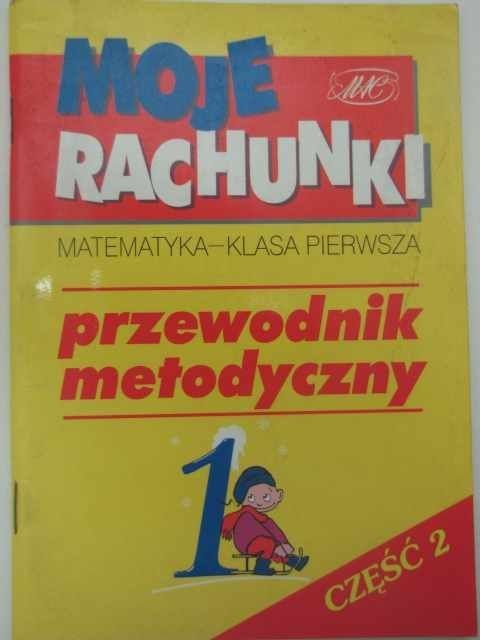 MOJE
MAC
RACHUNKI
MATEMATYKA–KLASA PIERWSZA
przewodnik
metodyczny
1
CZĘŚĆ 2